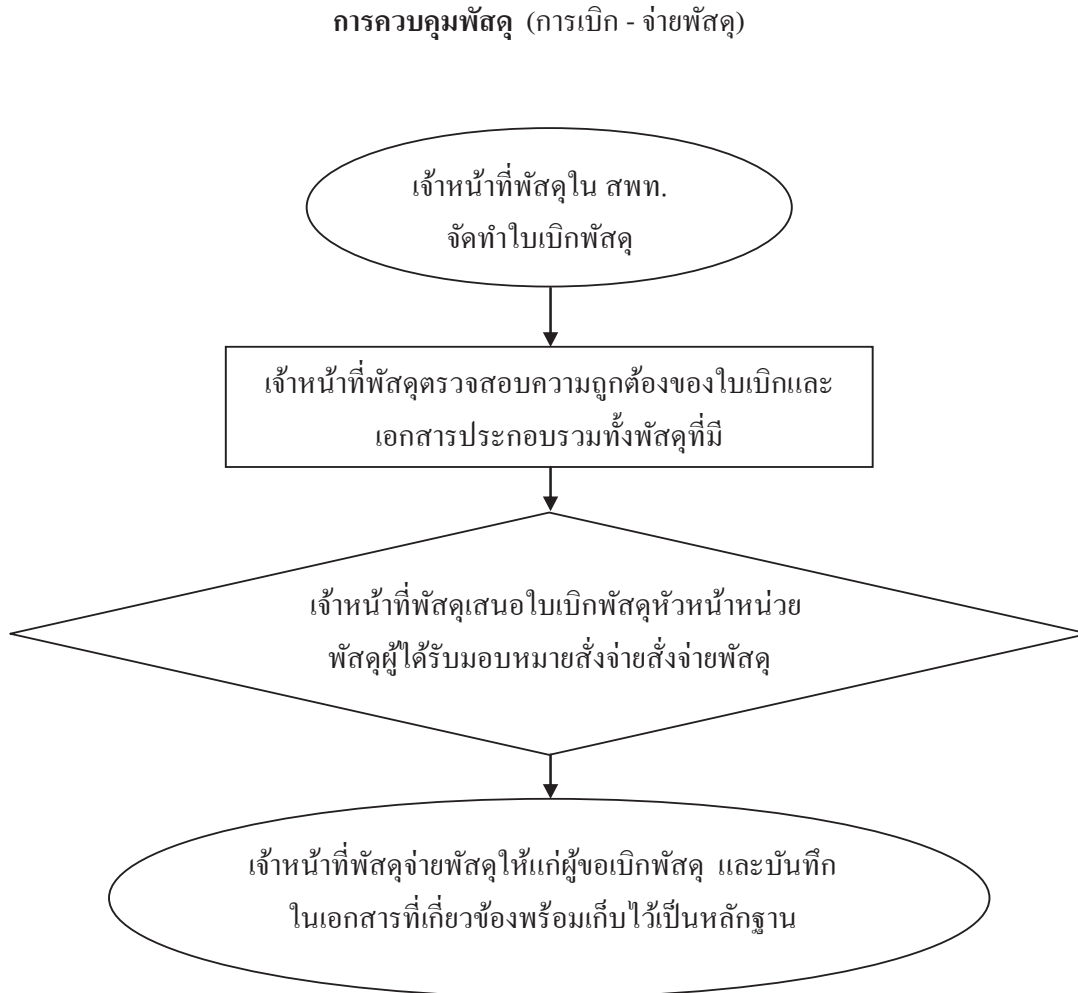 การควบคุมพัสดุ (การเบิก - จ่ายพัสดุ)
เจ้าหน้าที่พัสดุใน สพท.
จัดทำใบเบิกพัสดุ
เจ้าหน้าที่พัสดุตรวจสอบความถูกต้องของใบเบิกและ
เอกสารประกอบรวมทั้งพัสดุที่มี
เจ้าหน้าที่พัสดุเสนอใบเบิกพัสดุหัวหน้าหน่วย
พัสดุผู้ได้รับมอบหมายสั่งจ่ายสั่งจ่ายพัสดุ
เจ้าหน้าที่พัสดุจ่ายพัสดุให้แก่ผู้ขอเบิกพัสดุ และบันทึก
ในเอกสารที่เกี่ยวข้องพร้อมเก็บไว้เป็นหลักฐาน